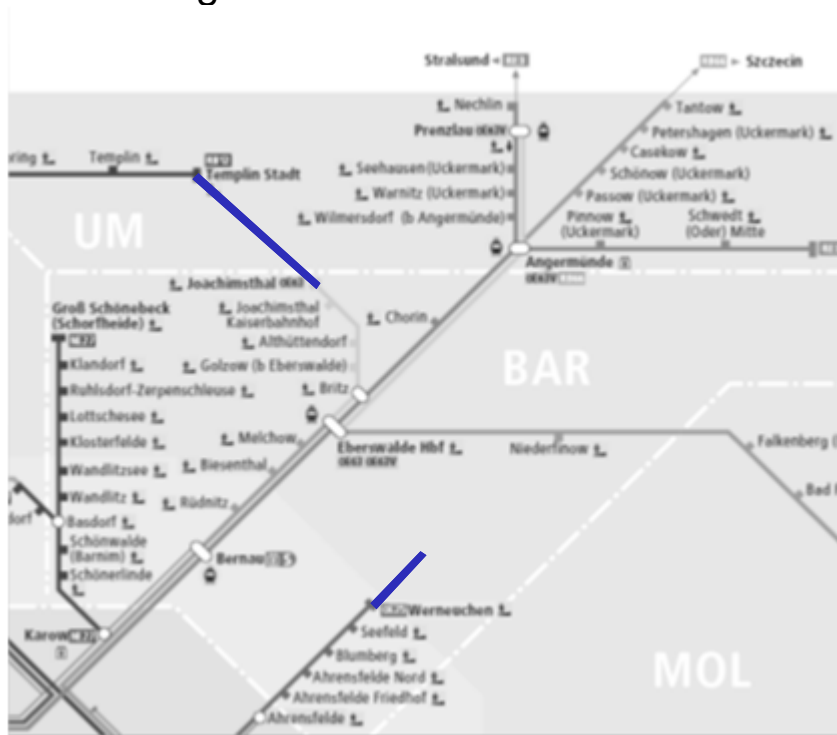 Stralsund
Szczecin
Nechlin
Tantow
Prenzlau
Petershagen (Uckermark)
Casekow
Templin
Templin Stadt
Seehausen (Uckermark)
Schönow (Uckermark)
Warnitz (Uckermark)
Passow (Uckermark)
UM
Wilmersdorf (b Angermünde)
Pinnow
(Uckermark)
Schwedt
(Oder) Mitte
Angermünde
Joachimsthal
Groß Schönebeck
(Schorfheide)
Joachimsthal
Kaiserbahnhof
Chorin
Althüttendorf
BAR
Klandorf
Golzow (b Eberswalde)
Ruhlsdorf-Zerpenschleuse
Britz
Lottschesee
Klosterfelde
Melchow
Eberswalde Hbf
Niederfinow
Falkenberg
Wandlitzsee
Biesenthal
Wandlitz
Rüdnitz
Bad
dorf
Basdorf
Schönwalde
(Barnim)
Bernau
Schönerlinde
Werneuchen
Karow
Seefeld
Blumberg
MOL
Ahrensfelde Nord
Ahrensfelde Friedhof
Ahrensfelde